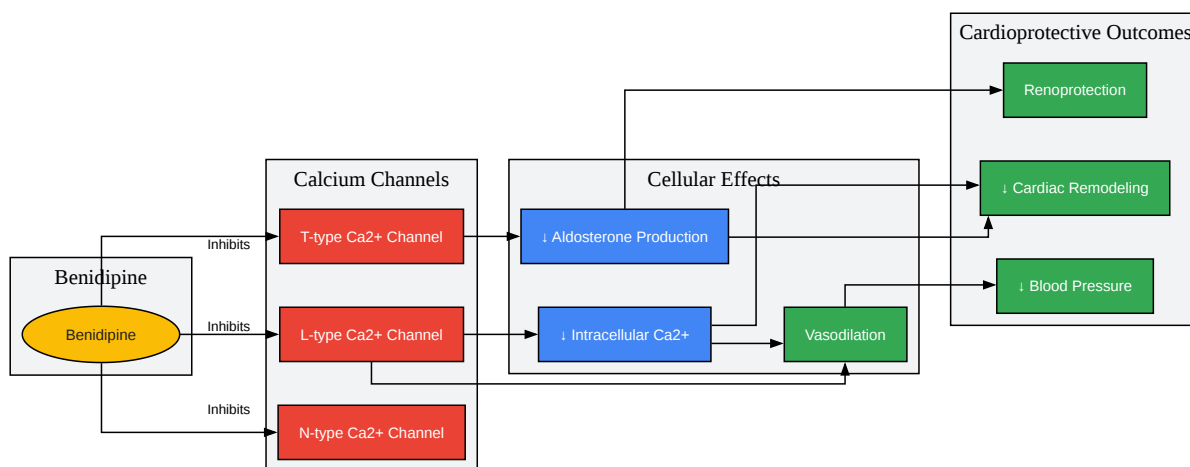 Cardioprotective Outcomes
Renoprotection
Calcium Channels
Cellular Effects
↓ Cardiac Remodeling
T-type Ca2+ Channel
↓ Aldosterone Production
Inhibits
Benidipine
↓ Blood Pressure
Benidipine
Inhibits
L-type Ca2+ Channel
↓ Intracellular Ca2+
Vasodilation
Inhibits
N-type Ca2+ Channel